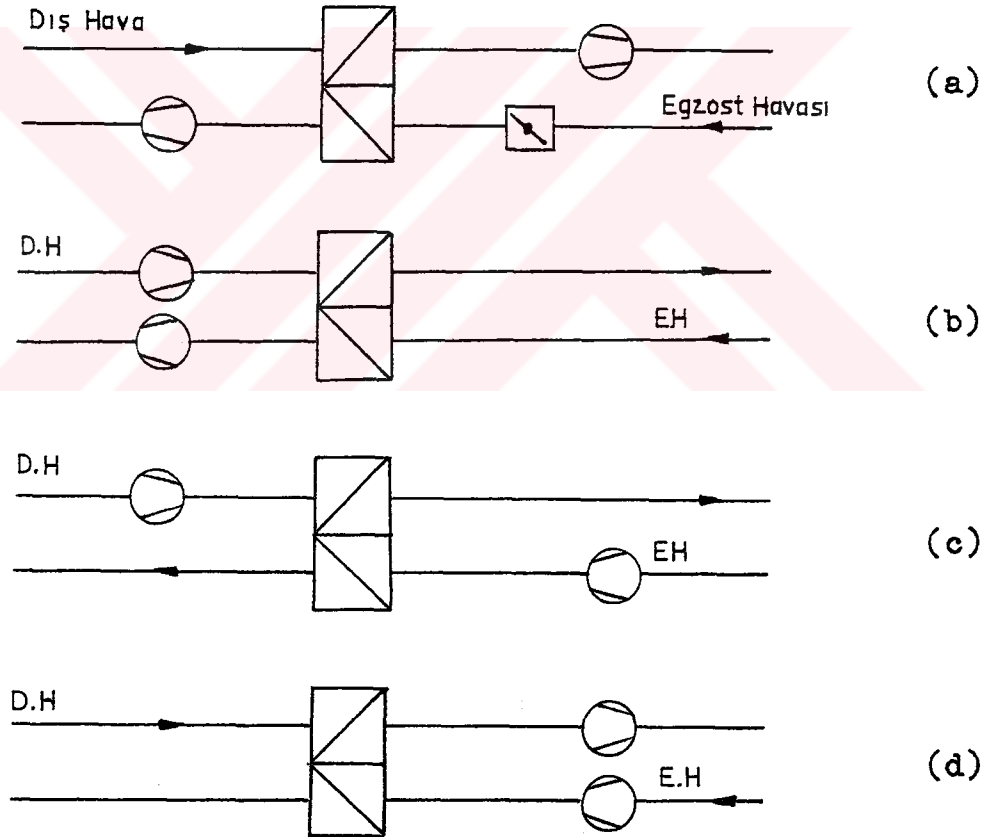 Dış Hava
(a)
Egzost Havası
D.H
(b)
EH
D.H
(c)
EH
D.H
(d)
E.H